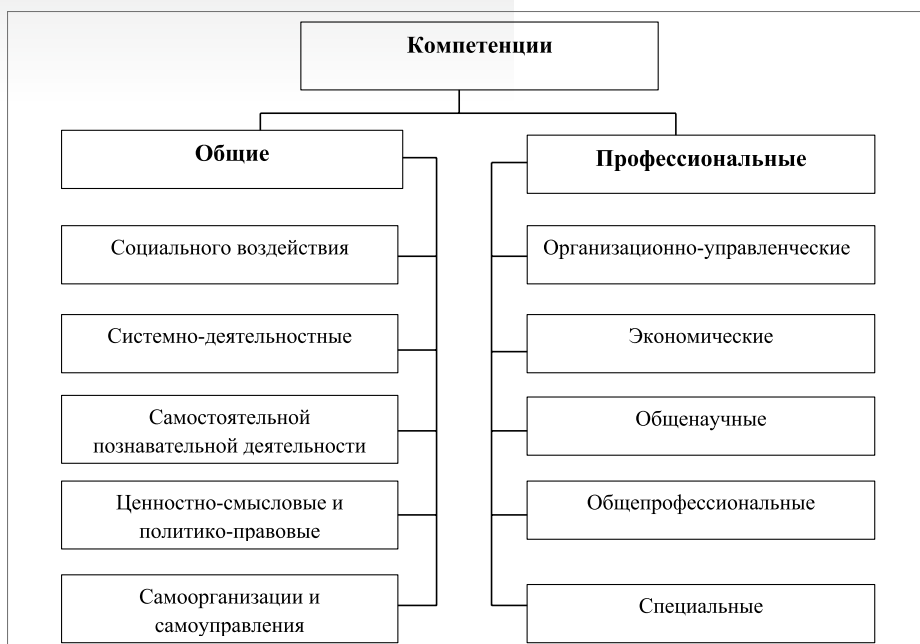 Компетенции
Общие
Социального воздействия
Системно-деятельностные
Самостоятельной
познавательной деятельности
Ценностно-смысловые и
политико-правовые
Самоорганизации и
самоуправления
Профессиональные
Организационно-управленческие
Экономические
Общенаучные
Общепрофессиональные
Специальные